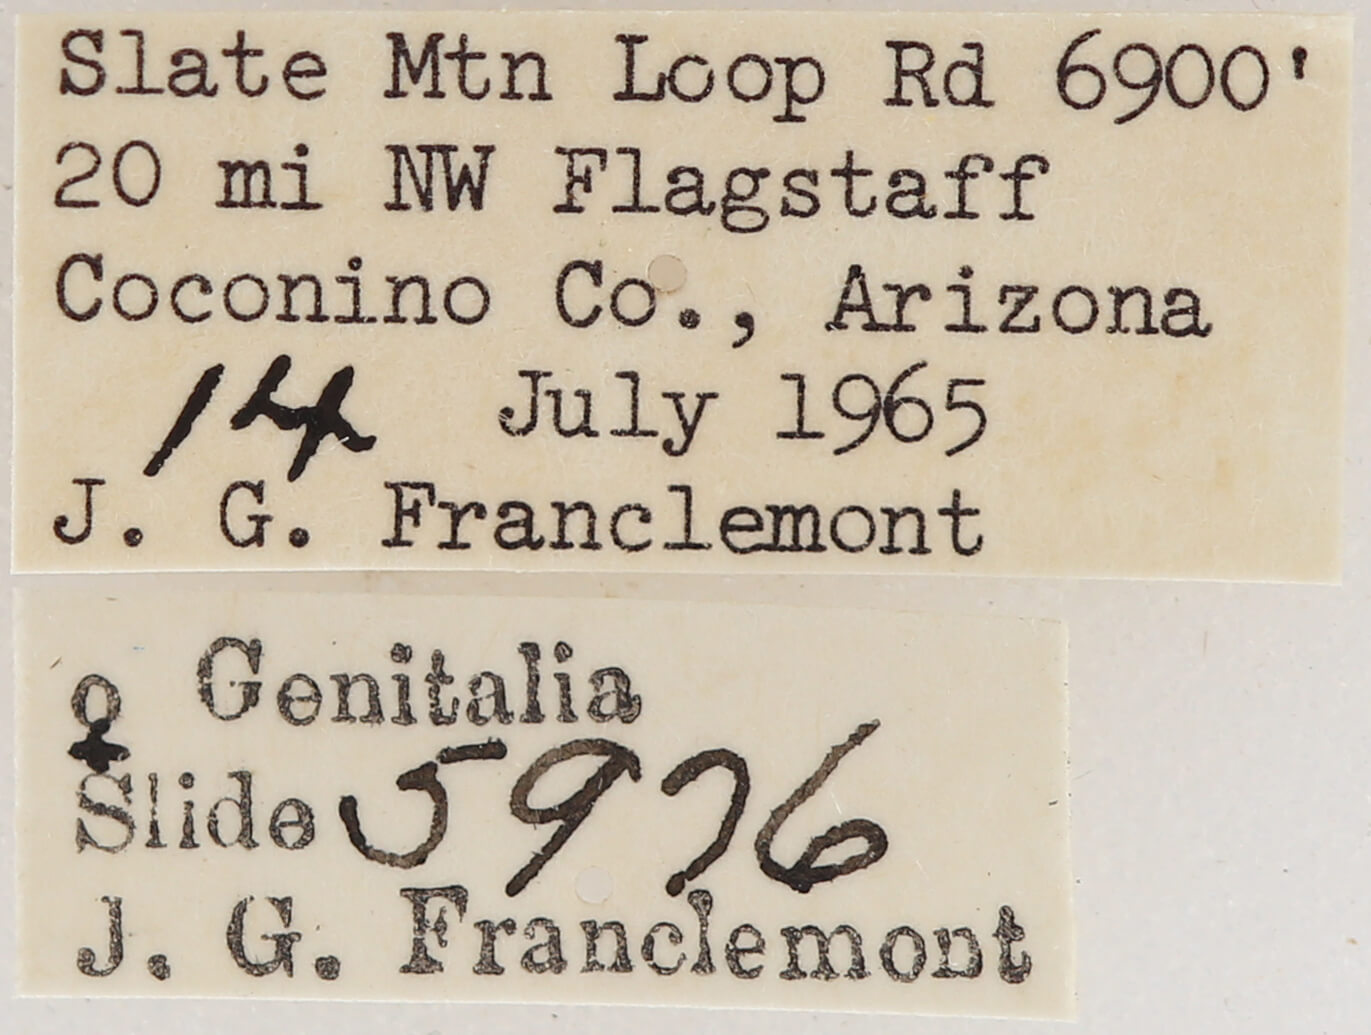 Slate Mtn Loop Rd 6900'
20 mi NW Flagstaff
Coconino Co., Arizona
14 July 1965
J. G. Franclemont
♀ Genitalia
Slide 5976
J. G. Franclemont